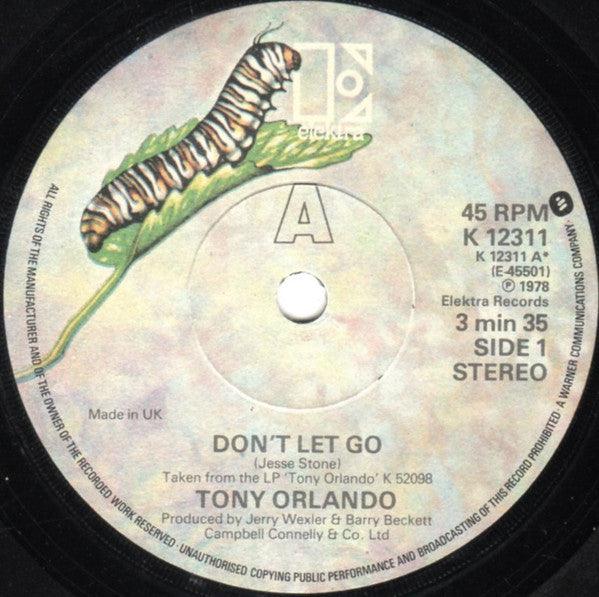 elektra
A
45 RPM
K 12311
K 12311 A*
(E-45501)
℗ 1978
Elektra Records
3 min 35
SIDE 1
STEREO
Made in UK
DON'T LET GO
(Jesse Stone)
Taken from the LP 'Tony Orlando' K 52098
TONY ORLANDO
Produced by Jerry Wexler & Barry Beckett
Campbell Connelly & Co. Ltd
ALL RIGHTS OF THE MANUFACTURER AND OF THE OWNER OF THE RECORDED WORK RESERVED · UNAUTHORISED COPYING PUBLIC PERFORMANCE AND BROADCASTING OF THIS RECORD PROHIBITED · A WARNER COMMUNICATIONS COMPANY.